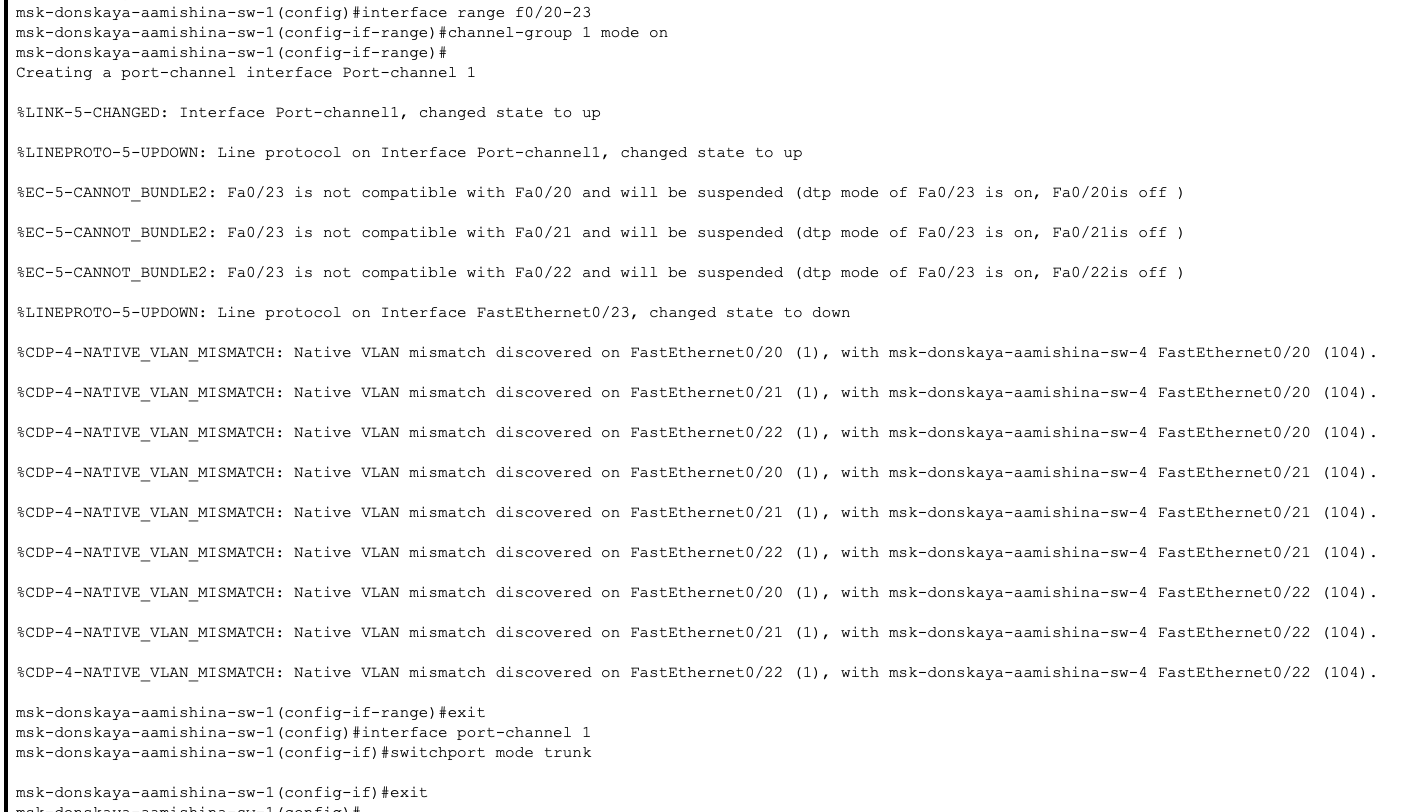 msk-donskaya-aamishina-sw-1(config)#interface range f0/20-23
msk-donskaya-aamishina-sw-1(config-if-range)#channel-group 1 mode on
msk-donskaya-aamishina-sw-1(config-if-range)#
Creating a port-channel interface Port-channel 1
%LINK-5-CHANGED: Interface Port-channel1, changed state to up
%LINEPROTO-5-UPDOWN: Line protocol on Interface Port-channel1, changed state to up
%EC-5-CANNOT_BUNDLE2: Fa0/23 is not compatible with Fa0/20 and will be suspended (dtp mode of Fa0/23 is on, Fa0/20is off )
%EC-5-CANNOT_BUNDLE2: Fa0/23 is not compatible with Fa0/21 and will be suspended (dtp mode of Fa0/23 is on, Fa0/21is off )
%EC-5-CANNOT_BUNDLE2: Fa0/23 is not compatible with Fa0/22 and will be suspended (dtp mode of Fa0/23 is on, Fa0/22is off )
%LINEPROTO-5-UPDOWN: Line protocol on Interface FastEthernet0/23, changed state to down
%CDP-4-NATIVE_VLAN_MISMATCH: Native VLAN mismatch discovered on FastEthernet0/20 (1), with msk-donskaya-aamishina-sw-4 FastEthernet0/20 (104).
%CDP-4-NATIVE_VLAN_MISMATCH: Native VLAN mismatch discovered on FastEthernet0/21 (1), with msk-donskaya-aamishina-sw-4 FastEthernet0/20 (104).
%CDP-4-NATIVE_VLAN_MISMATCH: Native VLAN mismatch discovered on FastEthernet0/22 (1), with msk-donskaya-aamishina-sw-4 FastEthernet0/20 (104).
%CDP-4-NATIVE_VLAN_MISMATCH: Native VLAN mismatch discovered on FastEthernet0/20 (1), with msk-donskaya-aamishina-sw-4 FastEthernet0/21 (104).
%CDP-4-NATIVE_VLAN_MISMATCH: Native VLAN mismatch discovered on FastEthernet0/21 (1), with msk-donskaya-aamishina-sw-4 FastEthernet0/21 (104).
%CDP-4-NATIVE_VLAN_MISMATCH: Native VLAN mismatch discovered on FastEthernet0/22 (1), with msk-donskaya-aamishina-sw-4 FastEthernet0/21 (104).
%CDP-4-NATIVE_VLAN_MISMATCH: Native VLAN mismatch discovered on FastEthernet0/20 (1), with msk-donskaya-aamishina-sw-4 FastEthernet0/22 (104).
%CDP-4-NATIVE_VLAN_MISMATCH: Native VLAN mismatch discovered on FastEthernet0/21 (1), with msk-donskaya-aamishina-sw-4 FastEthernet0/22 (104).
%CDP-4-NATIVE_VLAN_MISMATCH: Native VLAN mismatch discovered on FastEthernet0/22 (1), with msk-donskaya-aamishina-sw-4 FastEthernet0/22 (104).
msk-donskaya-aamishina-sw-1(config-if-range)#exit
msk-donskaya-aamishina-sw-1(config)#interface port-channel 1
msk-donskaya-aamishina-sw-1(config-if)#switchport mode trunk
msk-donskaya-aamishina-sw-1(config-if)#exit
msk-donskaya-aamishina-sw-1(config)#